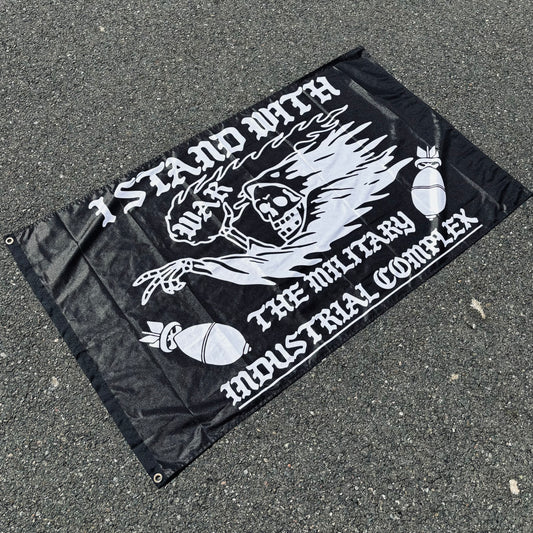 I STAND WITH
WAR
THE MILITARY
INDUSTRIAL COMPLEX